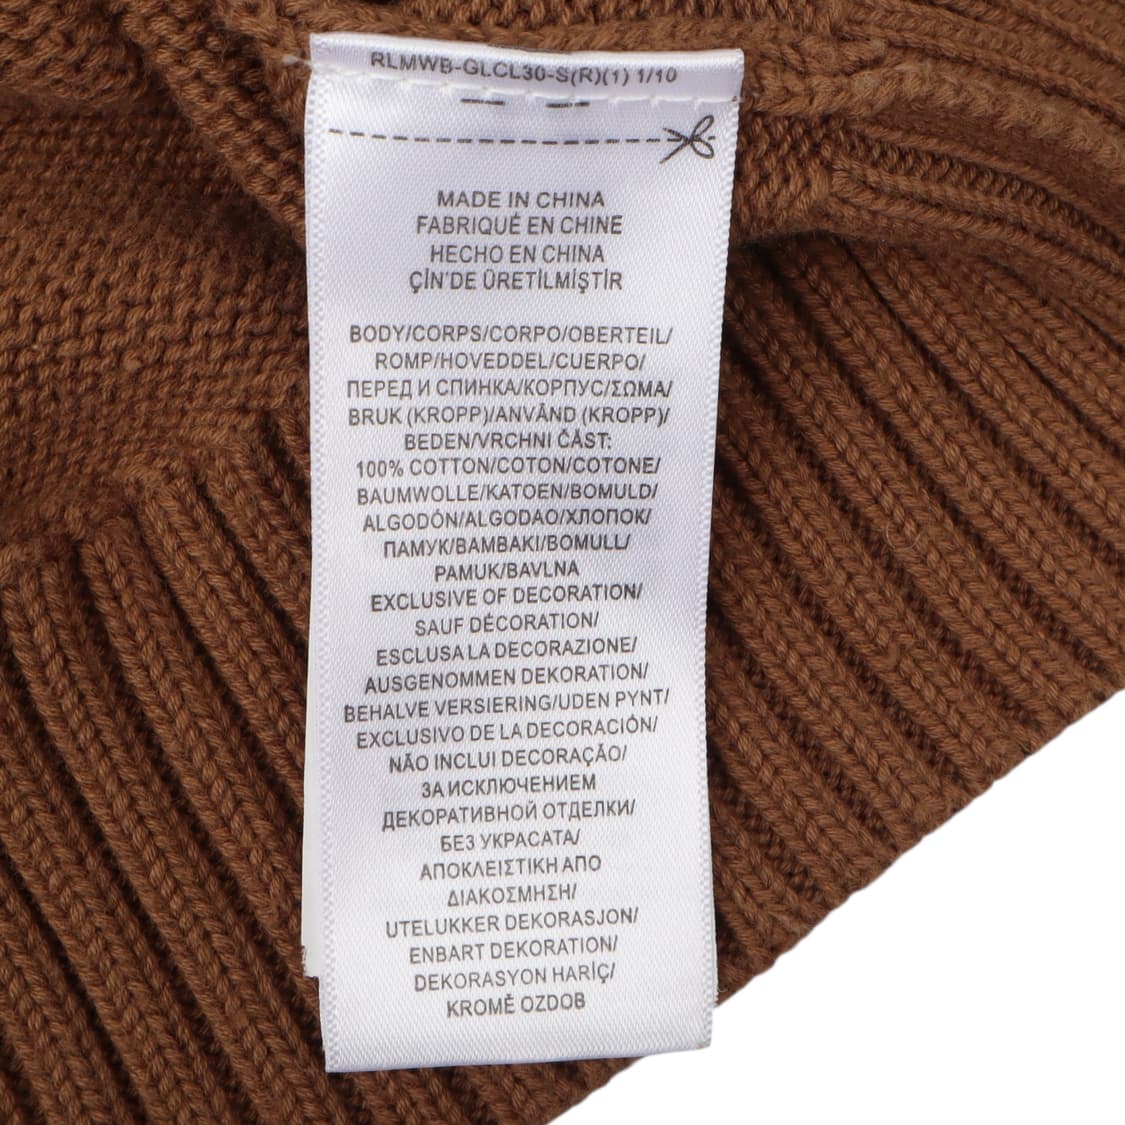 RLMWB-GLCL30-S(R)(1) 1/10
MADE IN CHINA
FABRIQUÉ EN CHINE
HECHO EN CHINA
ÇİN'DE ÜRETİLMİŞTİR
BODY/CORPS/CORPO/OBERTEIL/
ROMP/HOVEDDEL/CUERPO/
ПЕРЕД И СПИНКА/КОРПУС/ΣΩΜΑ/
BRUK (KROPP)/ANVÄND (KROPP)/
BEDEN/VRCHNI ČÁST:
100% COTTON/COTON/COTONE/
BAUMWOLLE/KATOEN/BOMULD/
ALGODÓN/ALGODAO/ХЛОПОК/
ПАМУК/BAMBAKI/BOMULL/
PAMUK/BAVLNA
EXCLUSIVE OF DECORATION/
SAUF DÉCORATION/
ESCLUSA LA DECORAZIONE/
AUSGENOMMEN DEKORATION/
BEHALVE VERSIERING/UDEN PYNT/
EXCLUSIVO DE LA DECORACIÓN/
NÃO INCLUI DECORAÇÃO/
ЗА ИСКЛЮЧЕНИЕМ
ДЕКОРАТИВНОЙ ОТДЕЛКИ/
БЕЗ УКРАСАТА/
ΑΠΟΚΛΕΙΣΤΙΚΗ ΑΠΟ
ΔΙΑΚΟΣΜΗΣΗ/
UTELUKKER DEKORASJON/
ENBART DEKORATION/
DEKORASYON HARİÇ/
KROMĚ OZDOB